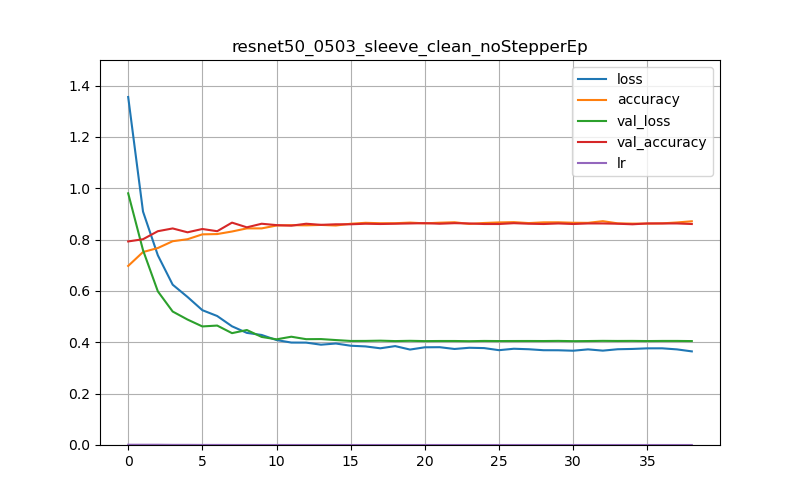 resnet50_0503_sleeve_clean_noStepperEp
loss
accuracy
val_loss
val_accuracy
lr
1.4
1.2
1.0
0.8
0.6
0.4
0.2
0.0
0 5 10 15 20 25 30 35